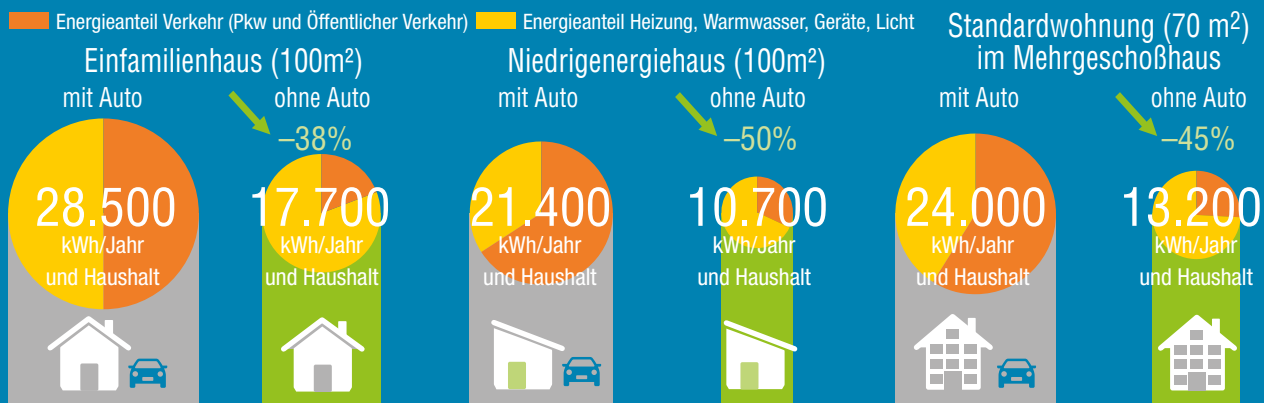 Energieanteil Verkehr (Pkw und Öffentlicher Verkehr)
Energieanteil Heizung, Warmwasser, Geräte, Licht
Einfamilienhaus (100m²)
mit Auto
ohne Auto
–38%
28.500
kWh/Jahr
und Haushalt
17.700
kWh/Jahr
und Haushalt
Niedrigenergiehaus (100m²)
mit Auto
ohne Auto
–50%
21.400
kWh/Jahr
und Haushalt
10.700
kWh/Jahr
und Haushalt
Standardwohnung (70 m²)
im Mehrgeschoßhaus
mit Auto
ohne Auto
–45%
24.000
kWh/Jahr
und Haushalt
13.200
kWh/Jahr
und Haushalt